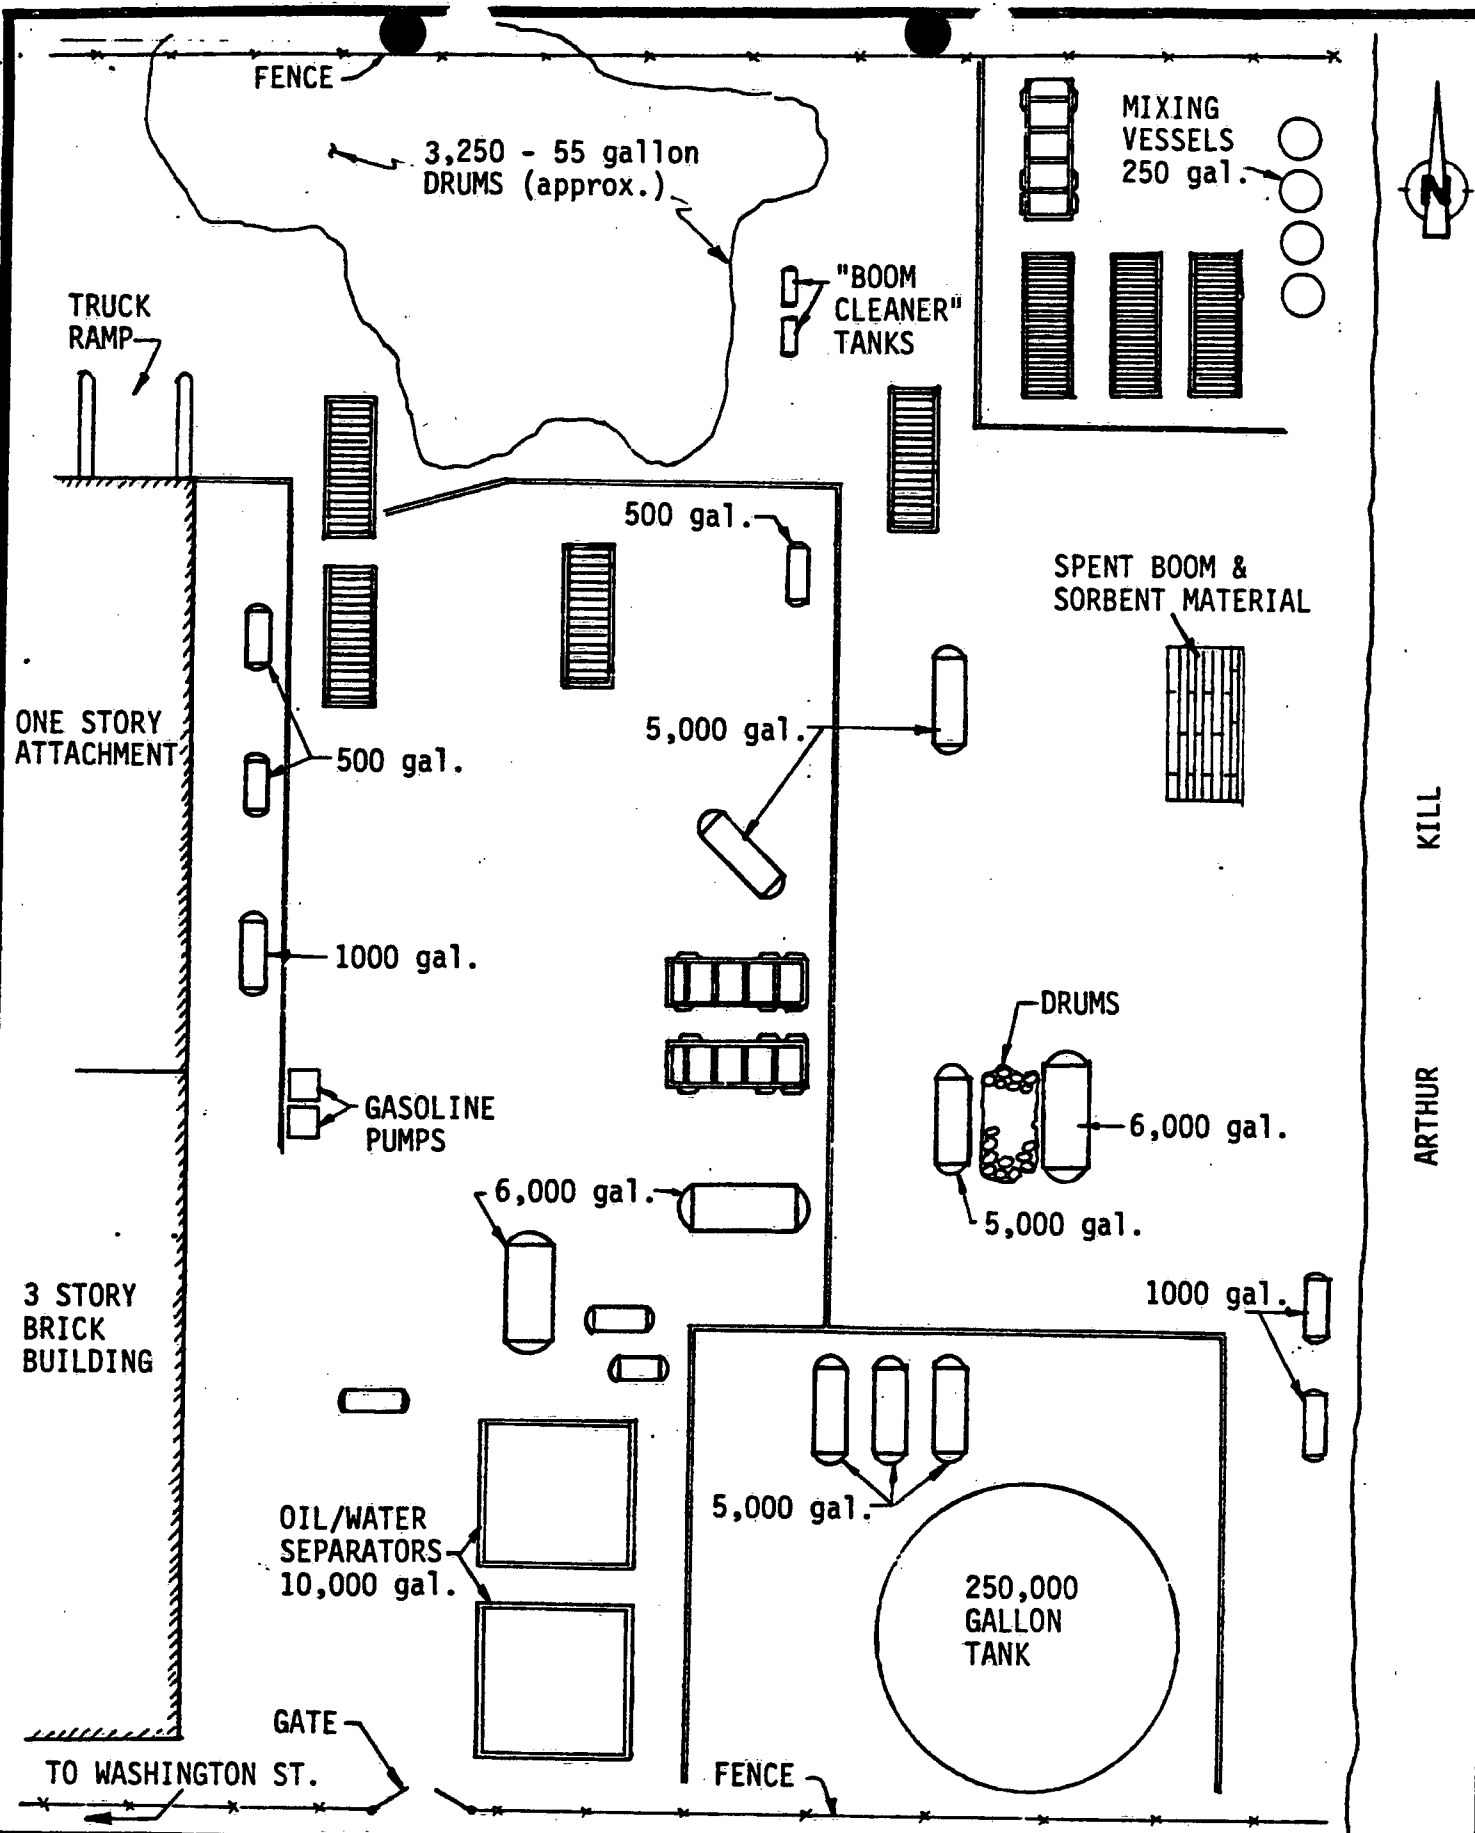 FENCE
3,250 - 55 gallon
DRUMS (approx.)
MIXING
VESSELS
250 gal.
N
"BOOM
CLEANER"
TANKS
TRUCK
RAMP
500 gal.
SPENT BOOM &
SORBENT MATERIAL
ONE STORY
ATTACHMENT
500 gal.
5,000 gal.
KILL
1000 gal.
DRUMS
GASOLINE
PUMPS
6,000 gal.
ARTHUR
6,000 gal.
5,000 gal.
3 STORY
BRICK
BUILDING
1000 gal.
5,000 gal.
OIL/WATER
SEPARATORS
10,000 gal.
250,000
GALLON
TANK
GATE
TO WASHINGTON ST.
FENCE